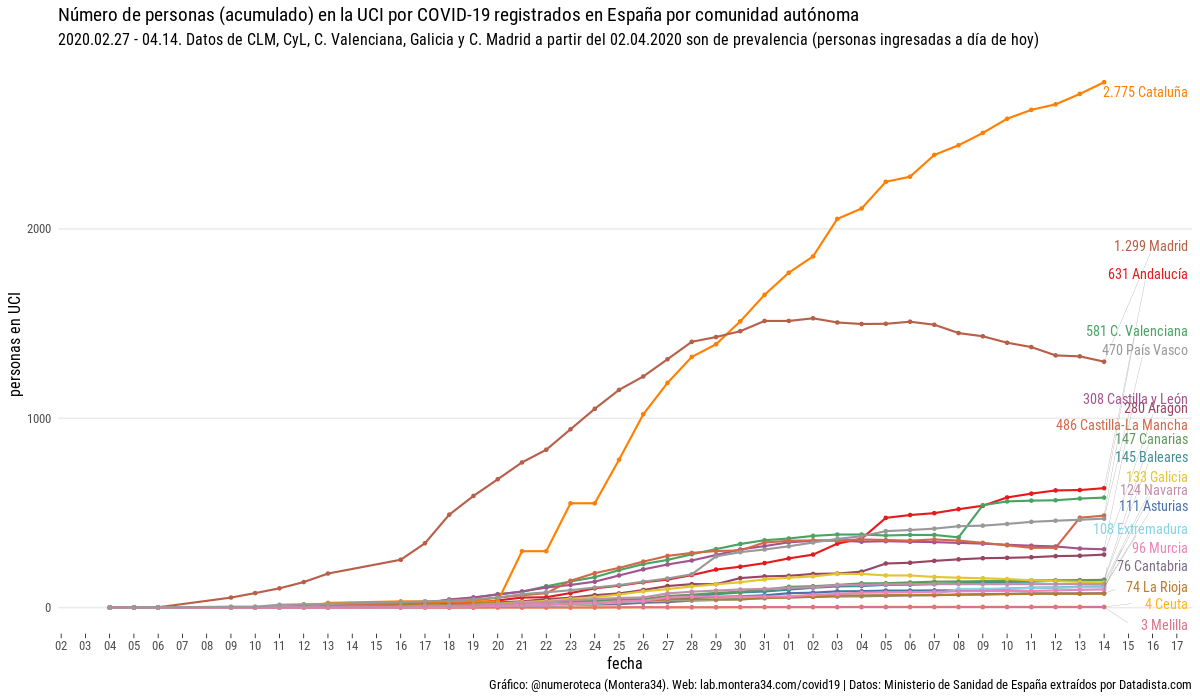 Número de personas (acumulado) en la UCI por COVID-19 registrados en España por comunidad autónoma
2020.02.27 - 04.14. Datos de CLM, CyL, C. Valenciana, Galicia y C. Madrid a partir del 02.04.2020 son de prevalencia (personas ingresadas a día de hoy)
2.775 Cataluña
2000
1.299 Madrid
631 Andalucía
581 C. Valenciana
470 País Vasco
personas en UCI
308 Castilla y León
280 Aragón
1000
486 Castilla-La Mancha
147 Canarias
145 Baleares
133 Galicia
124 Navarra
111 Asturias
108 Extremadura
96 Murcia
76 Cantabria
74 La Rioja
0
4 Ceuta
3 Melilla
02 03 04 05 06 07 08 09 10 11 12 13 14 15 16 17 18 19 20 21 22 23 24 25 26 27 28 29 30 31 01 02 03 04 05 06 07 08 09 10 11 12 13 14 15 16 17
fecha
Gráfico: @numeroteca (Montera34). Web: lab.montera34.com/covid19 | Datos: Ministerio de Sanidad de España extraídos por Datadista.com